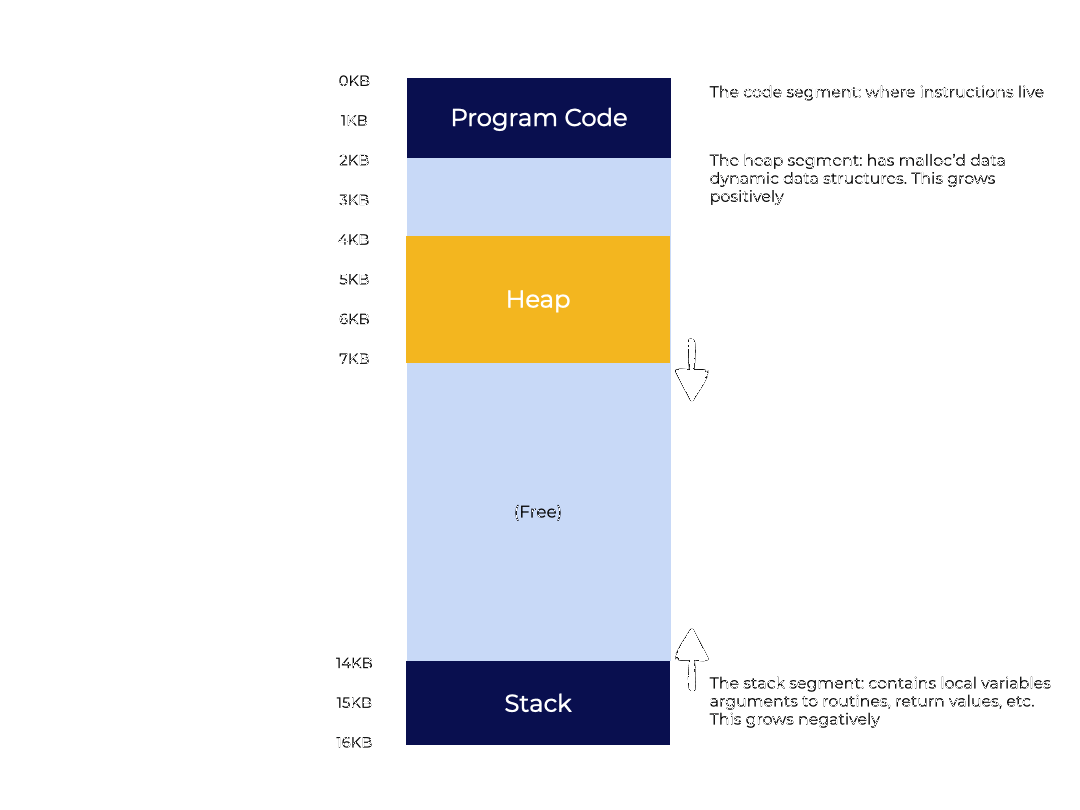 0KB
The code segment: where instructions live
Program Code
1KB
2KB
The heap segment: has malloc'd data
dynamic data structures. This grows
positively
3KB
4KB
5KB
Heap
6KB
7KB
(Free)
14KB
The stack segment: contains local variables
arguments to routines, return values, etc.
This grows negatively
Stack
15KB
16KB